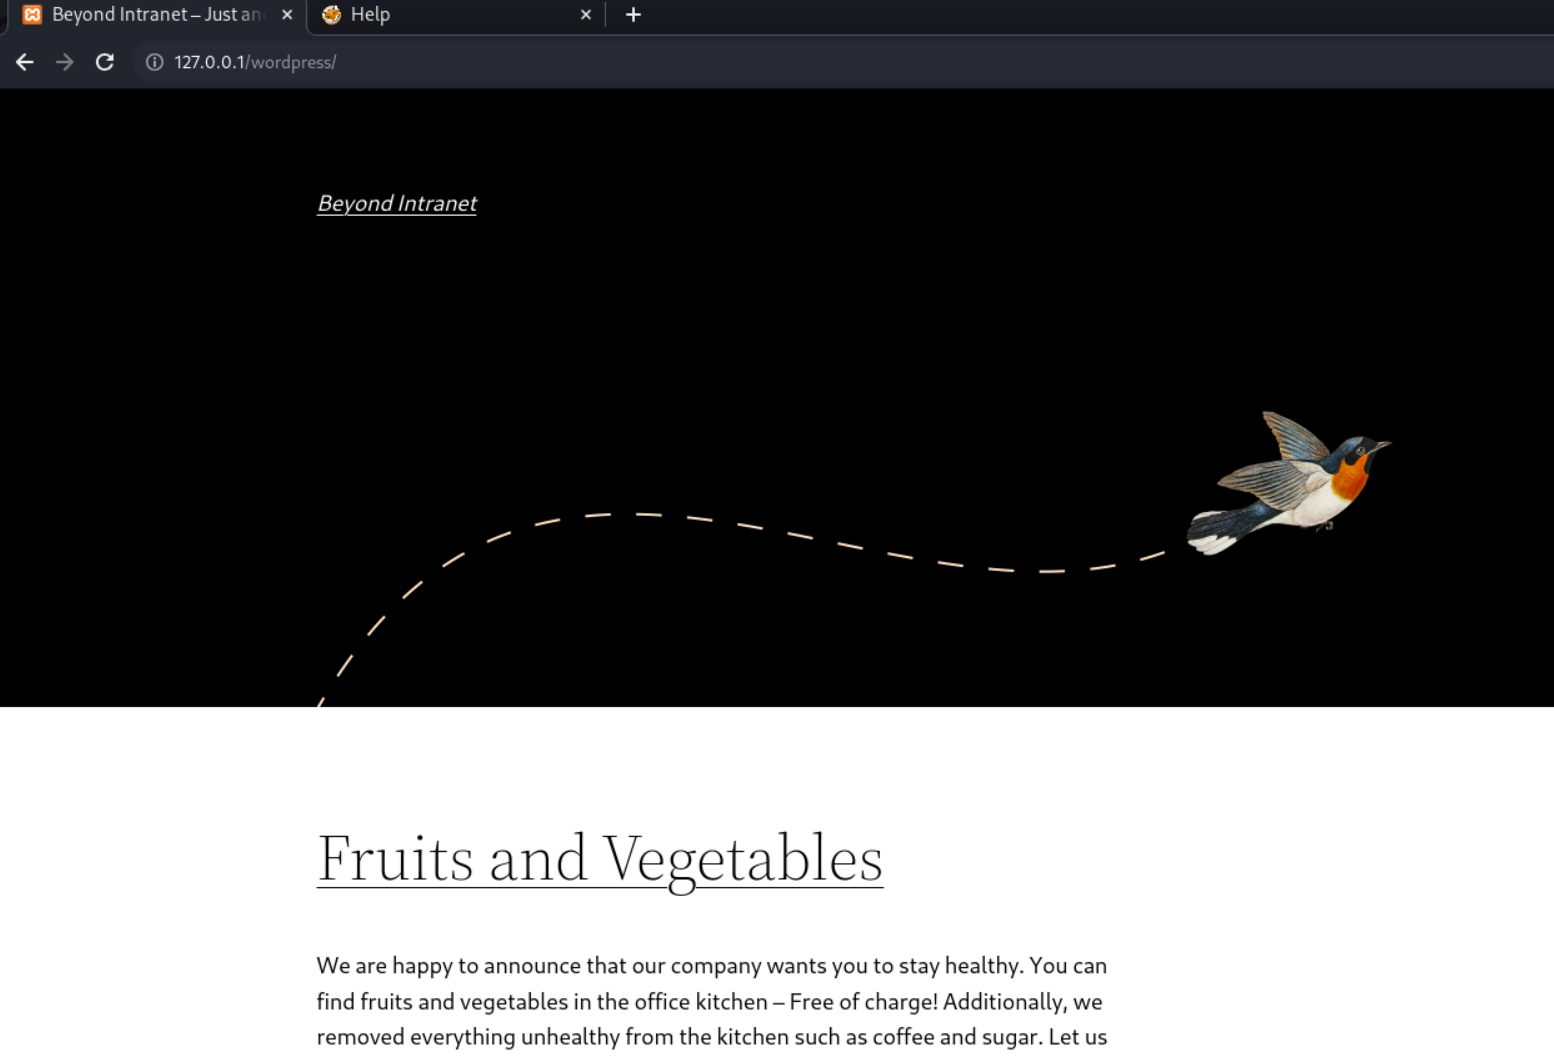 Beyond Intranet – Just an
Help
127.0.0.1/wordpress/
Beyond Intranet
Fruits and Vegetables
We are happy to announce that our company wants you to stay healthy. You can
find fruits and vegetables in the office kitchen – Free of charge! Additionally, we
removed everything unhealthy from the kitchen such as coffee and sugar. Let us